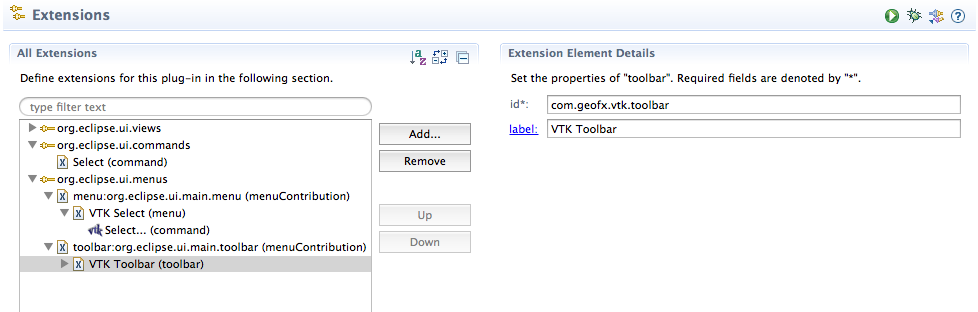 Extensions
All Extensions
Define extensions for this plug-in in the following section.
type filter text
org.eclipse.ui.views
org.eclipse.ui.commands
Select (command)
org.eclipse.ui.menus
menu:org.eclipse.ui.main.menu (menuContribution)
VTK Select (menu)
Select... (command)
toolbar:org.eclipse.ui.main.toolbar (menuContribution)
VTK Toolbar (toolbar)
Add...
Remove
Up
Down
Extension Element Details
Set the properties of "toolbar". Required fields are denoted by "*".
id*: com.geofx.vtk.toolbar
label: VTK Toolbar